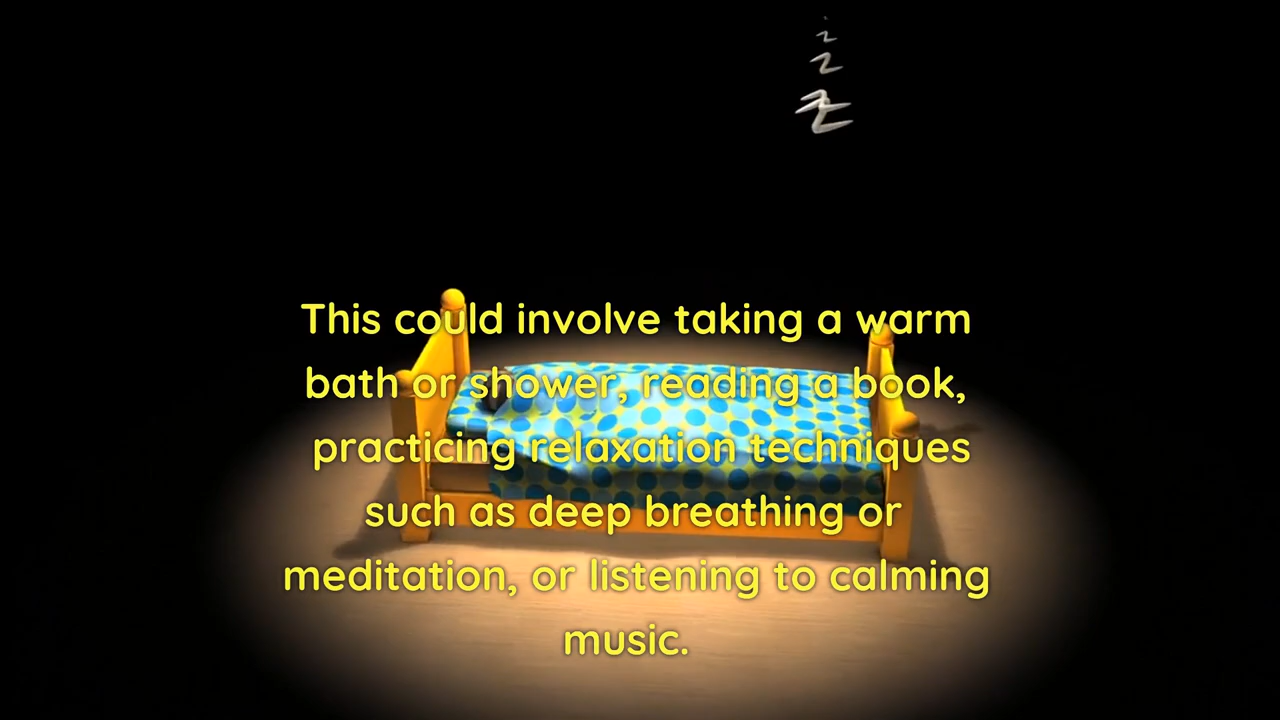 z
z
z
This could involve taking a warm
bath or shower, reading a book,
practicing relaxation techniques
such as deep breathing or
meditation, or listening to calming
music.